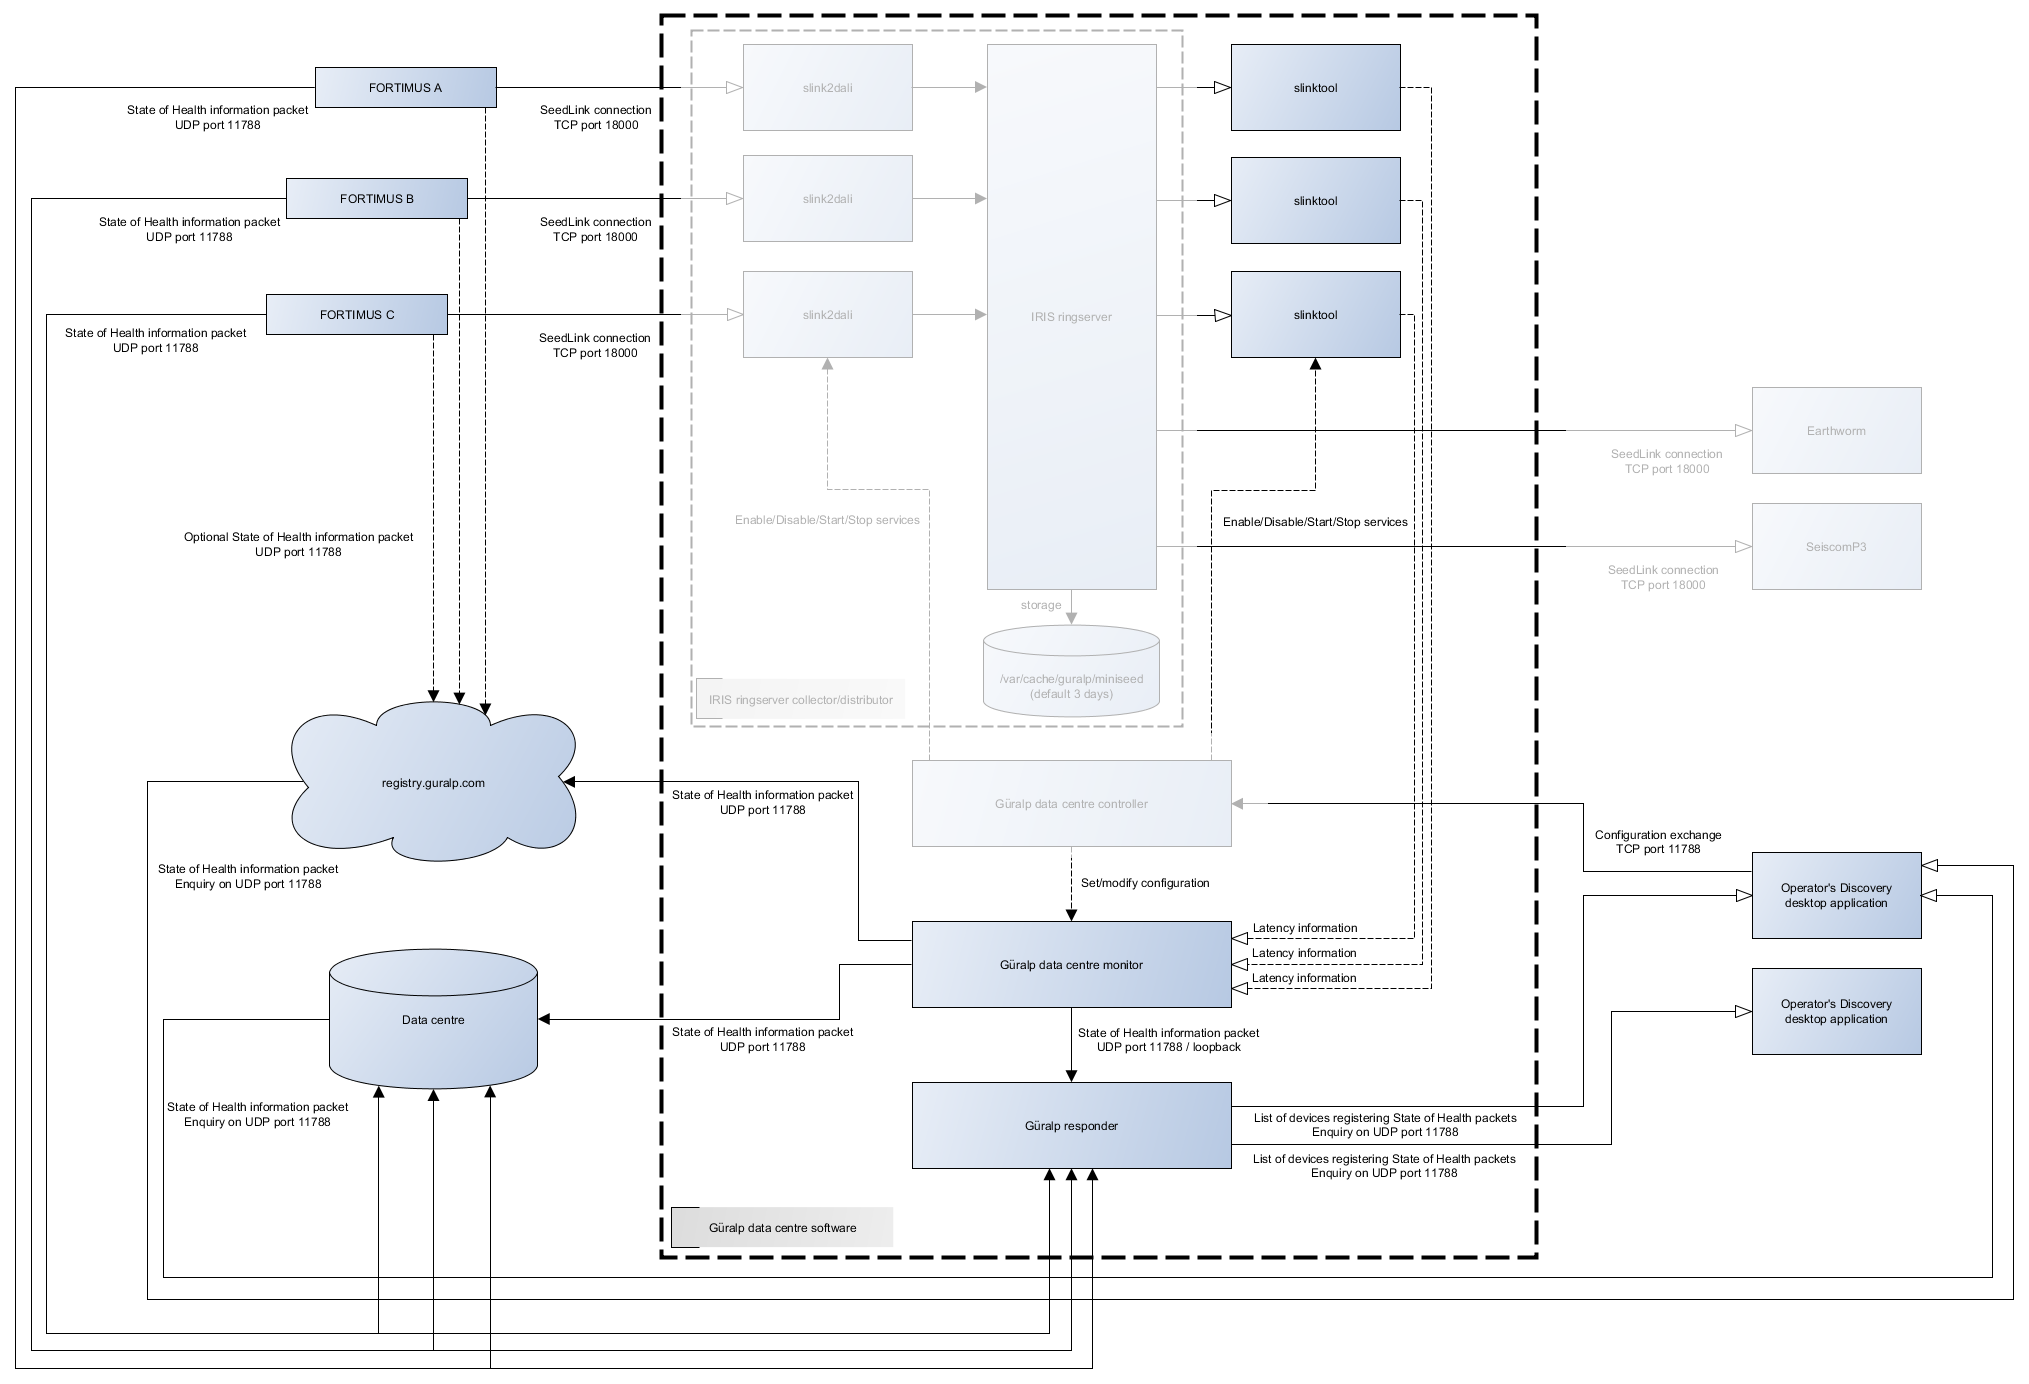 FORTIMUS A
State of Health information packet
UDP port 11788
SeedLink connection
TCP port 18000
slink2dali
slinktool
FORTIMUS B
State of Health information packet
UDP port 11788
SeedLink connection
TCP port 18000
slink2dali
slinktool
FORTIMUS C
State of Health information packet
UDP port 11788
SeedLink connection
TCP port 18000
slink2dali
IRIS ringserver
slinktool
Earthworm
SeedLink connection
TCP port 18000
Enable/Disable/Start/Stop services
Enable/Disable/Start/Stop services
Optional State of Health information packet
UDP port 11788
SeiscomP3
SeedLink connection
TCP port 18000
storage
/var/cache/guralp/miniseed
(default 3 days)
IRIS ringserver collector/distributor
registry.guralp.com
State of Health information packet
UDP port 11788
Güralp data centre controller
Configuration exchange
TCP port 11788
State of Health information packet
Enquiry on UDP port 11788
Set/modify configuration
Operator's Discovery
desktop application
Latency information
Latency information
Latency information
Güralp data centre monitor
Data centre
State of Health information packet
UDP port 11788
State of Health information packet
UDP port 11788 / loopback
Operator's Discovery
desktop application
State of Health information packet
Enquiry on UDP port 11788
Güralp responder
List of devices registering State of Health packets
Enquiry on UDP port 11788
List of devices registering State of Health packets
Enquiry on UDP port 11788
Güralp data centre software